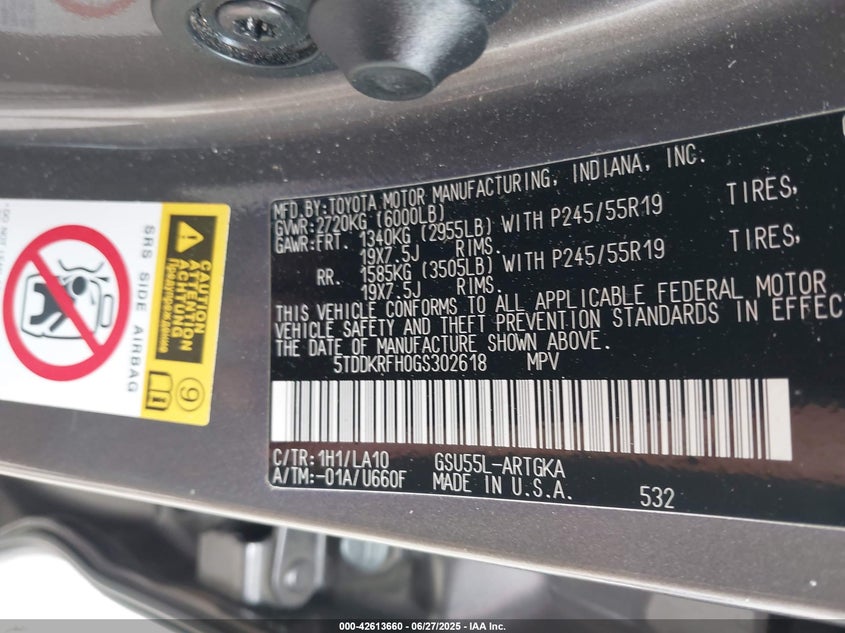 MFD.BY:TOYOTA MOTOR MANUFACTURING, INDIANA, INC.
GVWR:2720KG (6000LB)
GAWR:FRT. 1340KG (2955LB) WITH P245/55R19 TIRES,
19X7.5J RIMS.
RR. 1585KG (3505LB) WITH P245/55R19 TIRES,
19X7.5J RIMS.
THIS VEHICLE CONFORMS TO ALL APPLICABLE FEDERAL MOTOR
VEHICLE SAFETY AND THEFT PREVENTION STANDARDS IN EFFEC
THE DATE OF MANUFACTURE SHOWN ABOVE.
5TDDKRFH0GS302618 MPV
C/TR:1H1/LA10 GSU55L-ARTGKA
A/TM:-01A/U660F MADE IN U.S.A. 532
SRS SIDE AIRBAG
CAUTION
ACHTUNG
9
000-42613660 - 06/27/2025 - IAA Inc.